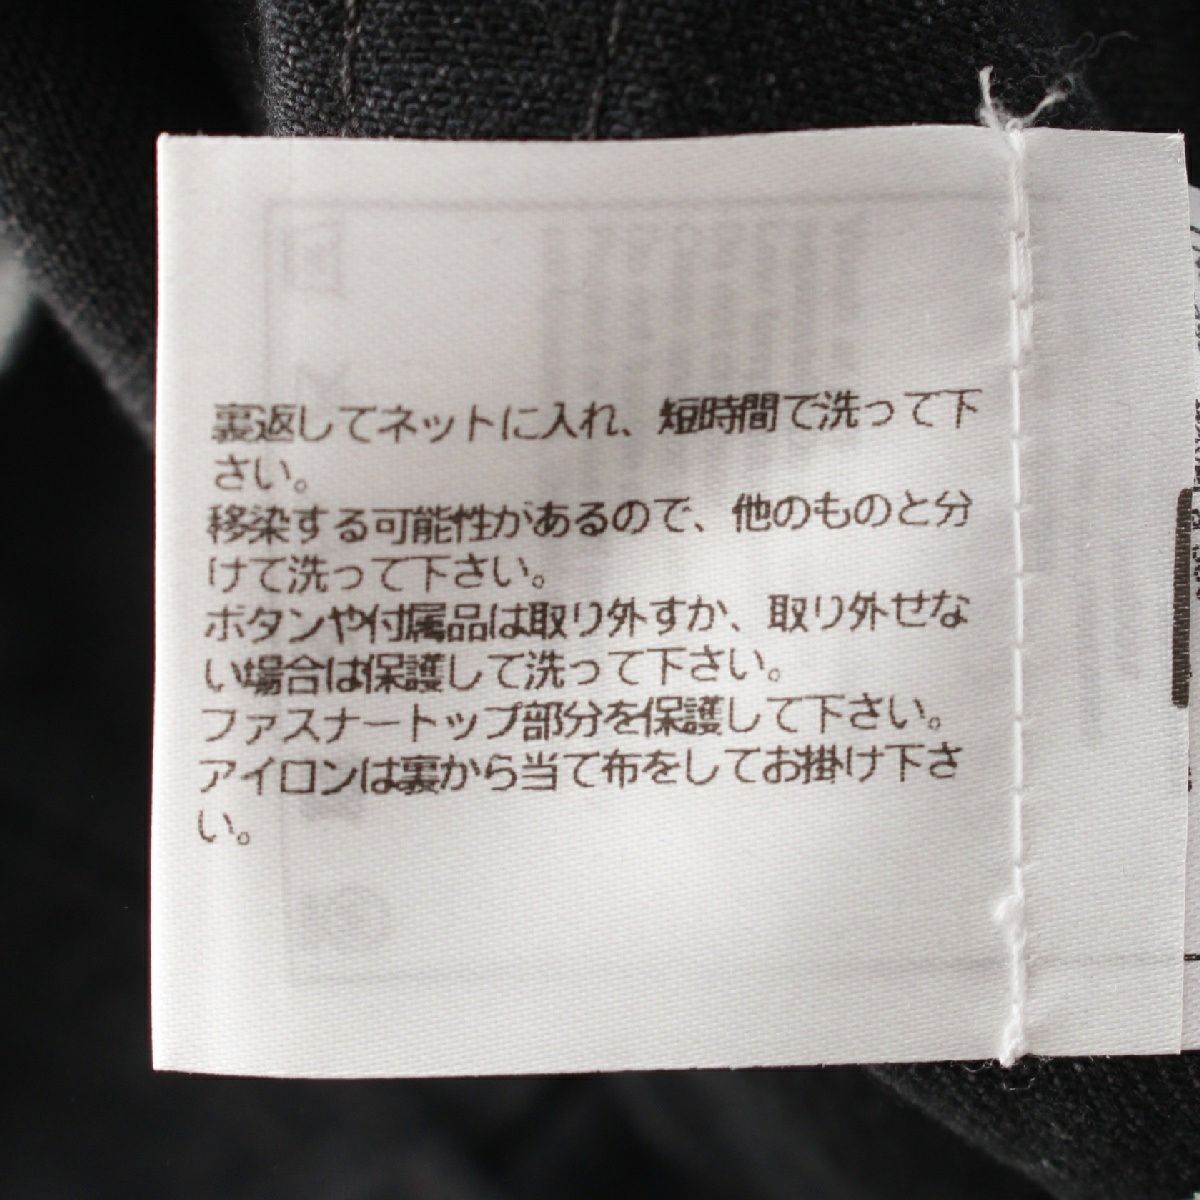 裏返してネットに入れ、短時間で洗って下
さい。
移染する可能性があるので、他のものと分
けて洗って下さい。
ボタンや付属品は取り外すか、取り外せな
い場合は保護して洗って下さい。
ファスナートップ部分を保護して下さい。
アイロンは裏から当て布をしてお掛け下さ
い。